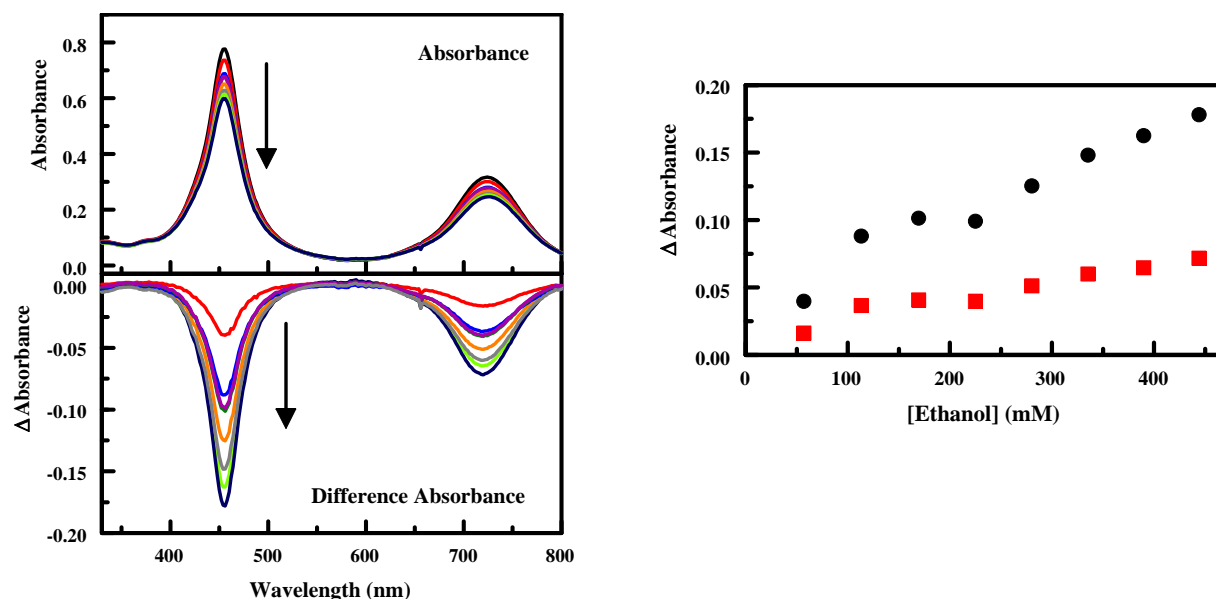 Absorbance
Absorbance
0.8
0.6
0.4
0.2
0.0
Δ Absorbance
Difference Absorbance
0.00
-0.05
-0.10
-0.15
-0.20
400 500 600 700 800
Wavelength (nm)
Δ Absorbance
0.20
0.15
0.10
0.05
0.00
0 100 200 300 400
[Ethanol] (mM)